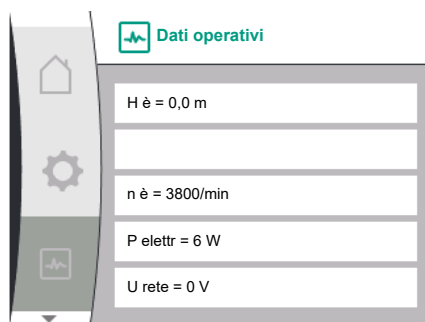 Dati operativi
H è = 0,0 m
n è = 3800/min
P elettr = 6 W
U rete = 0 V